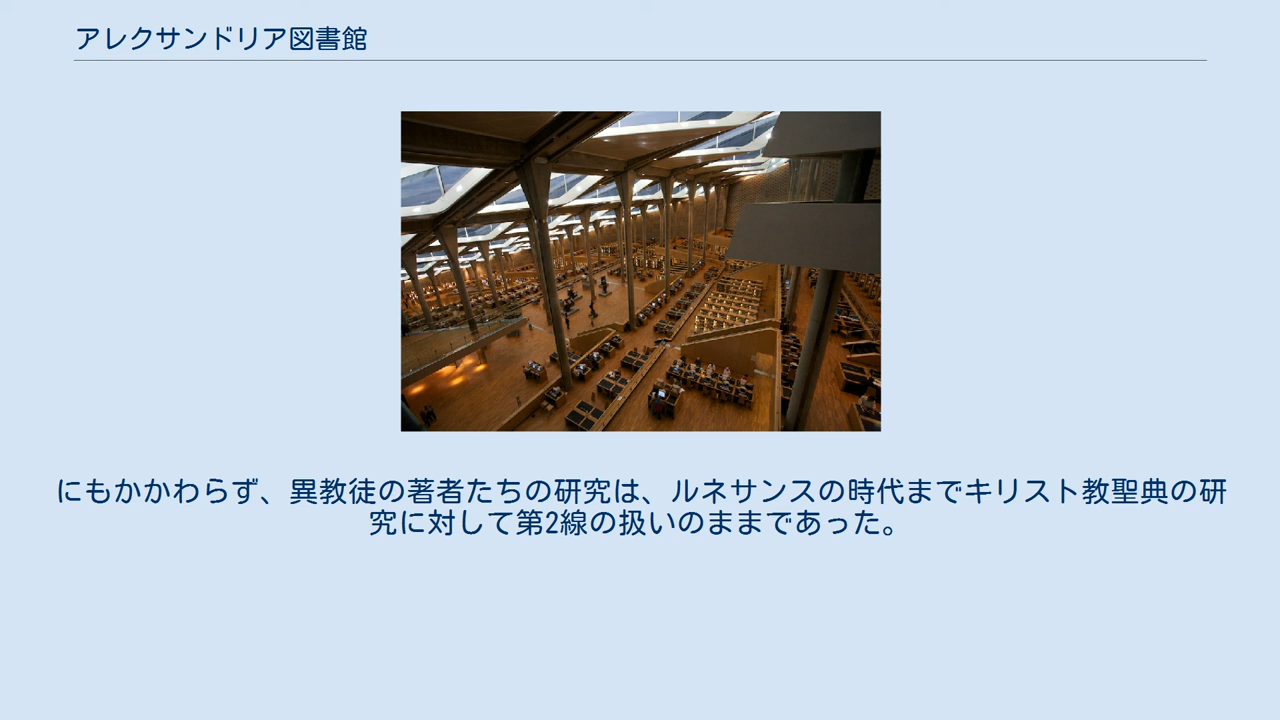 アレクサンドリア図書館
にもかかわらず、異教徒の著者たちの研究は、ルネサンスの時代までキリスト教聖典の研
究に対して第2線の扱いのままであった。